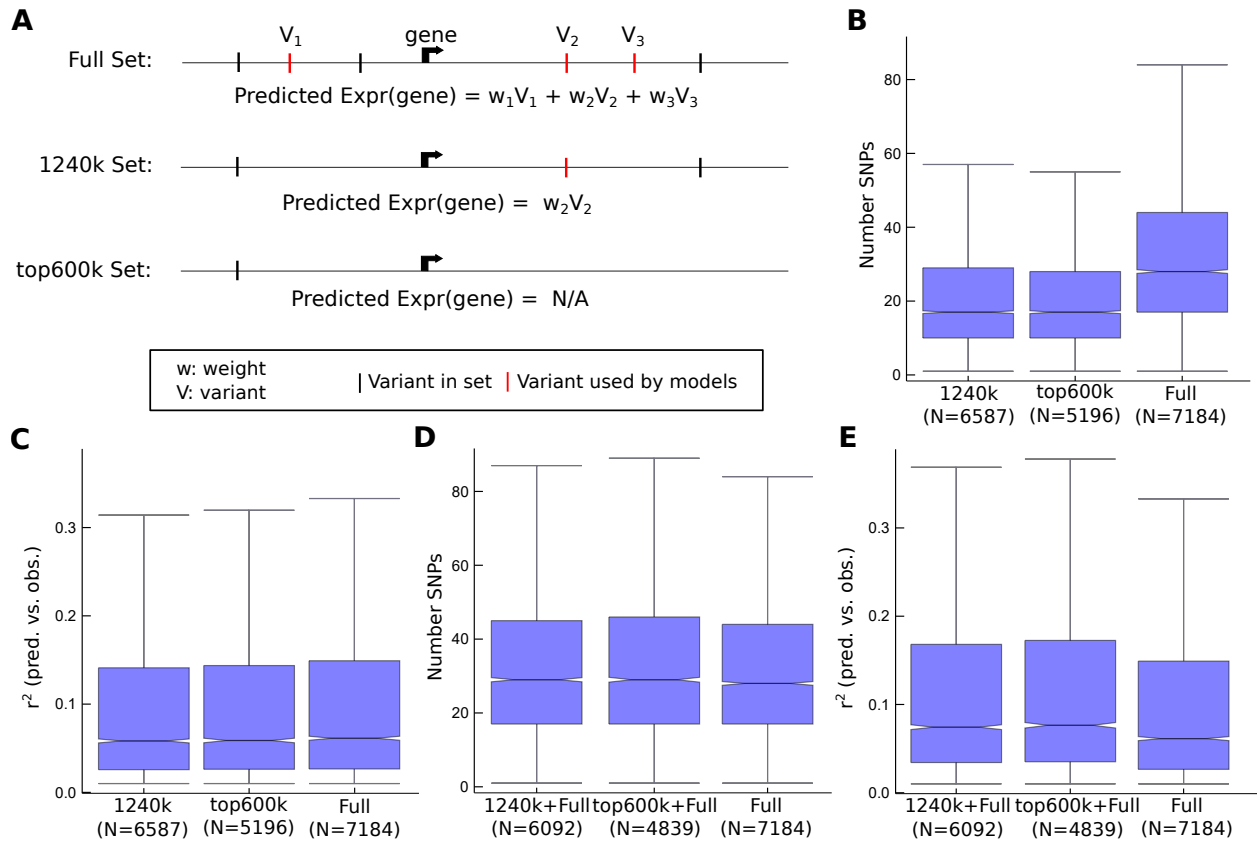 A
V1 gene V2 V3
Full Set:
Predicted Expr(gene) = w1V1 + w2V2 + w3V3
1240k Set:
Predicted Expr(gene) = w2V2
top600k Set:
Predicted Expr(gene) = N/A
w: weight
V: variant
Variant in set
Variant used by models
B
Number SNPs
80
60
40
20
0
1240k top600k Full
(N=6587) (N=5196) (N=7184)
C
r2 (pred. vs. obs.)
0.3
0.2
0.1
0.0
1240k top600k Full
(N=6587) (N=5196) (N=7184)
D
Number SNPs
80
60
40
20
0
1240k+Full top600k+Full Full
(N=6092) (N=4839) (N=7184)
E
r2 (pred. vs. obs.)
0.3
0.2
0.1
0.0
1240k+Full top600k+Full Full
(N=6092) (N=4839) (N=7184)